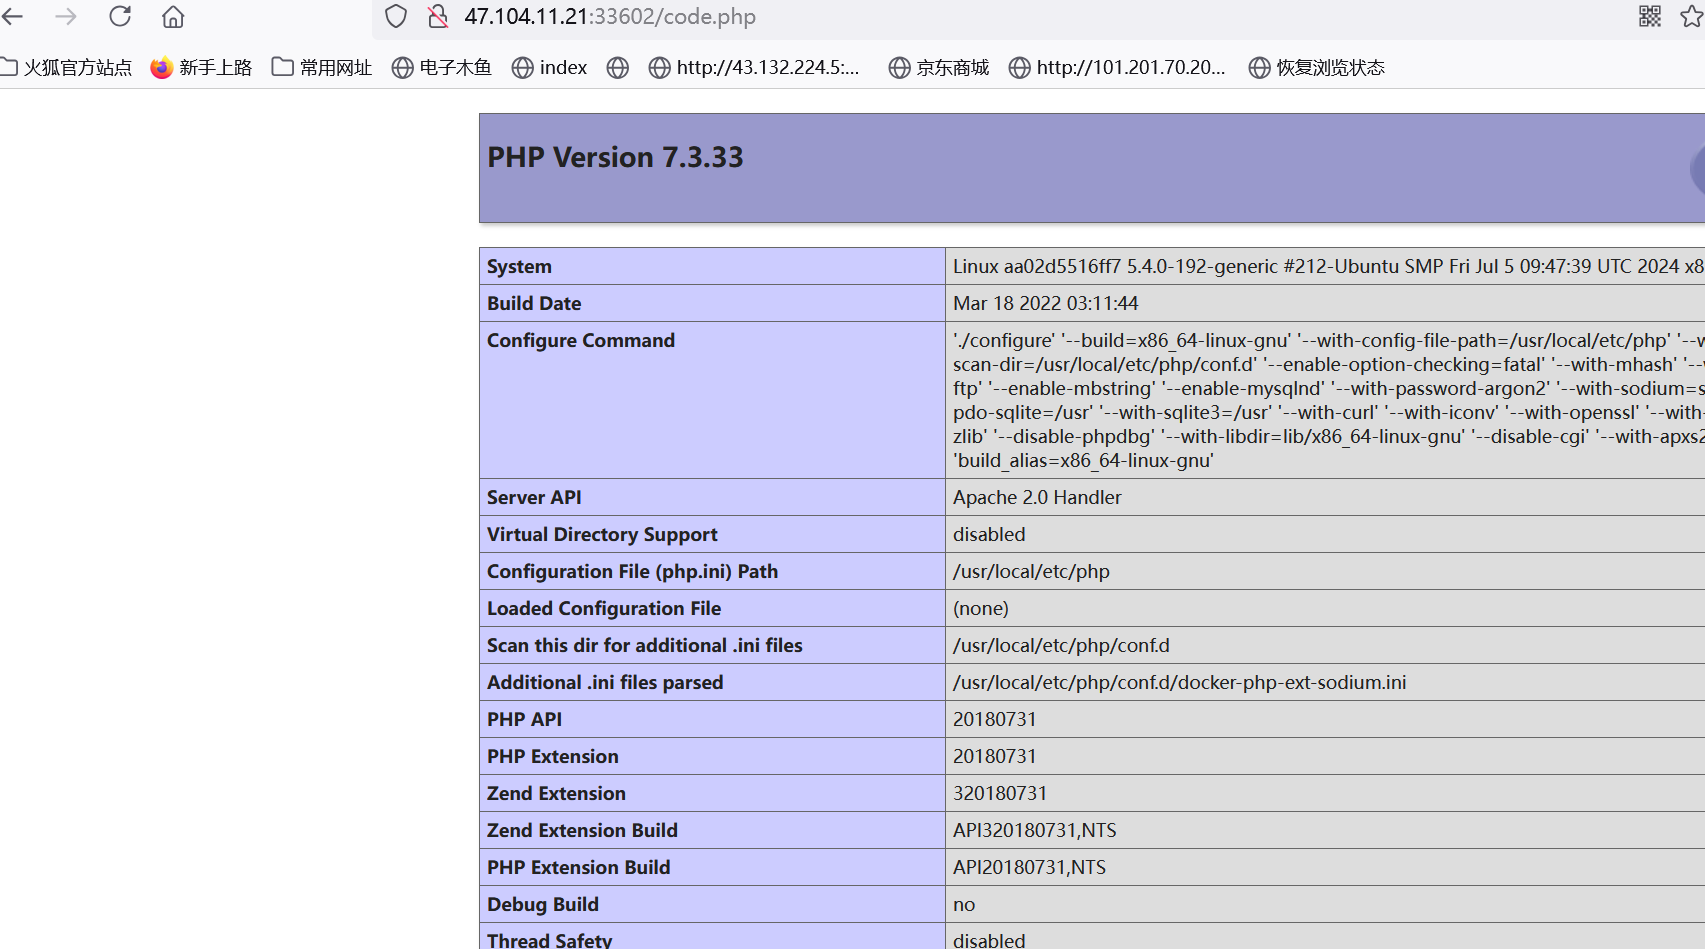 47.104.11.21:33602/code.php
火狐官方站点 新手上路 常用网址 电子木鱼 index http://43.132.224.5:... 京东商城 http://101.201.70.20... 恢复浏览状态
PHP Version 7.3.33
System Linux aa02d5516ff7 5.4.0-192-generic #212-Ubuntu SMP Fri Jul 5 09:47:39 UTC 2024 x8
Build Date Mar 18 2022 03:11:44
Configure Command './configure' '--build=x86_64-linux-gnu' '--with-config-file-path=/usr/local/etc/php' '--w
scan-dir=/usr/local/etc/php/conf.d' '--enable-option-checking=fatal' '--with-mhash' '--
ftp' '--enable-mbstring' '--enable-mysqlnd' '--with-password-argon2' '--with-sodium=s
pdo-sqlite=/usr' '--with-sqlite3=/usr' '--with-curl' '--with-iconv' '--with-openssl' '--with-
zlib' '--disable-phpdbg' '--with-libdir=lib/x86_64-linux-gnu' '--disable-cgi' '--with-apxs2
'build_alias=x86_64-linux-gnu'
Server API Apache 2.0 Handler
Virtual Directory Support disabled
Configuration File (php.ini) Path /usr/local/etc/php
Loaded Configuration File (none)
Scan this dir for additional .ini files /usr/local/etc/php/conf.d
Additional .ini files parsed /usr/local/etc/php/conf.d/docker-php-ext-sodium.ini
PHP API 20180731
PHP Extension 20180731
Zend Extension 320180731
Zend Extension Build API320180731,NTS
PHP Extension Build API20180731,NTS
Debug Build no
Thread Safety disabled